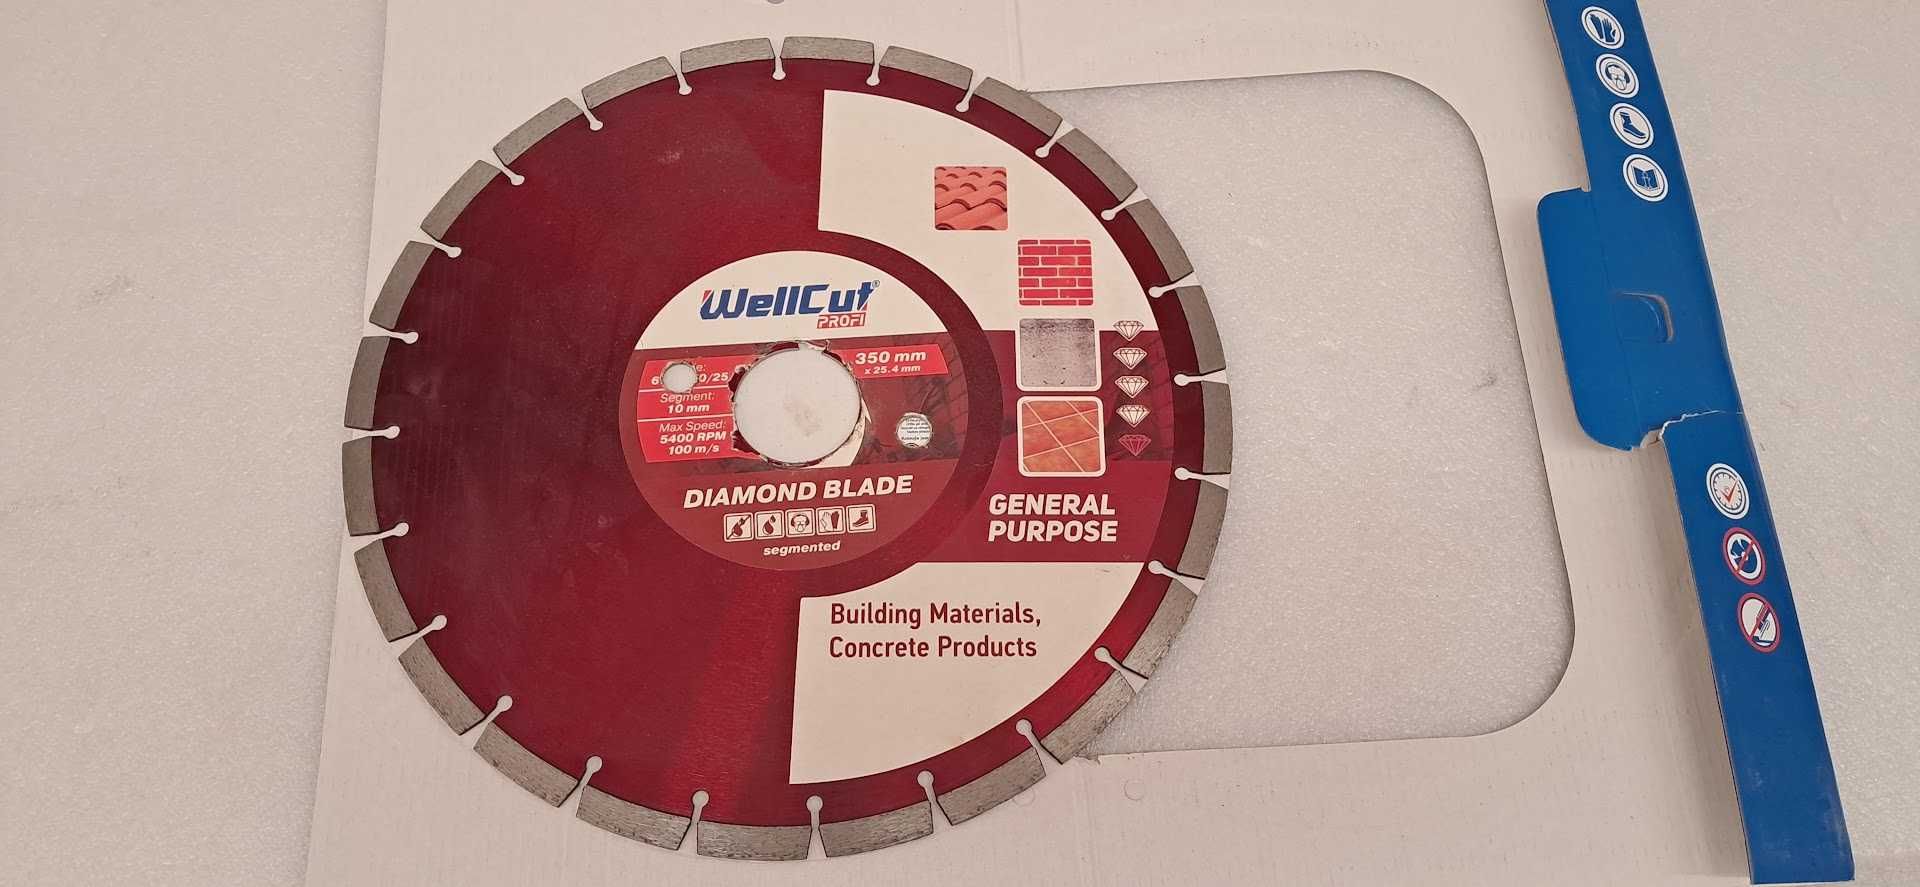 WellCut®
PROFI
350 mm
x 25.4 mm
Segment:
10 mm
Max Speed:
5400 RPM
100 m/s
DIAMOND BLADE
segmented
GENERAL
PURPOSE
Building Materials,
Concrete Products